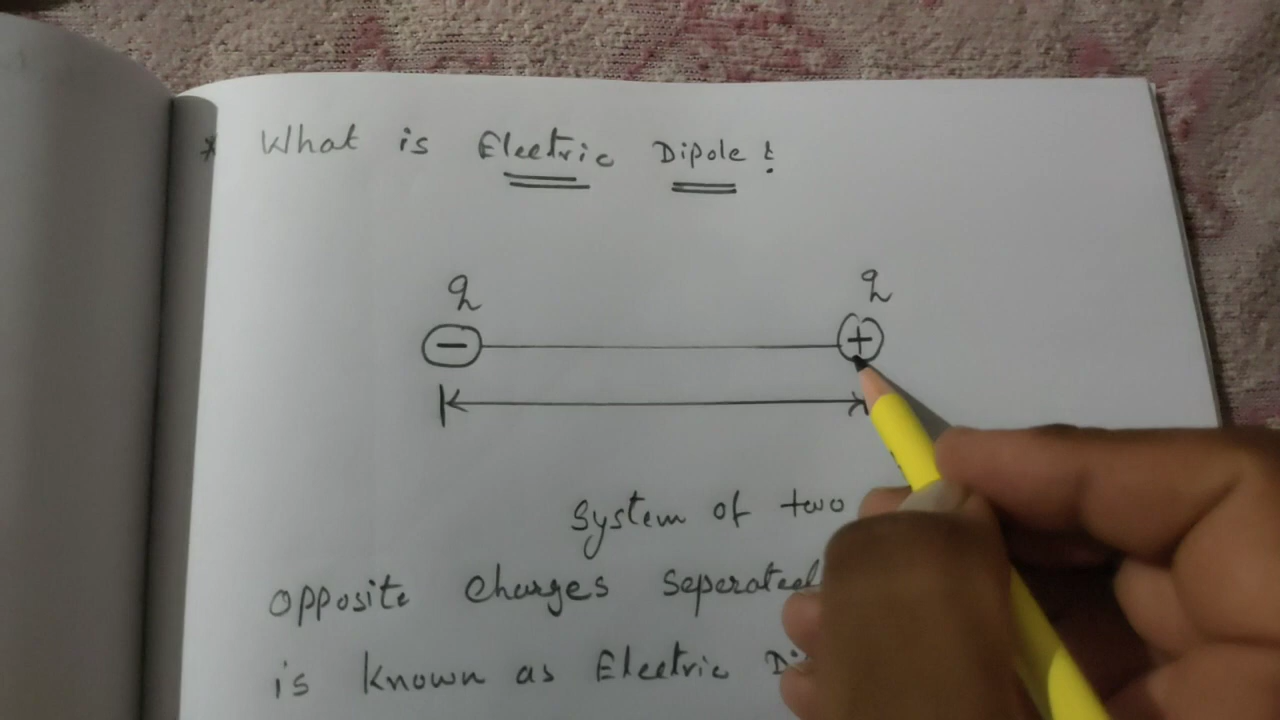 * What is Electric Dipole?
q q
- +
System of two
opposite charges seperated
is known as Electric